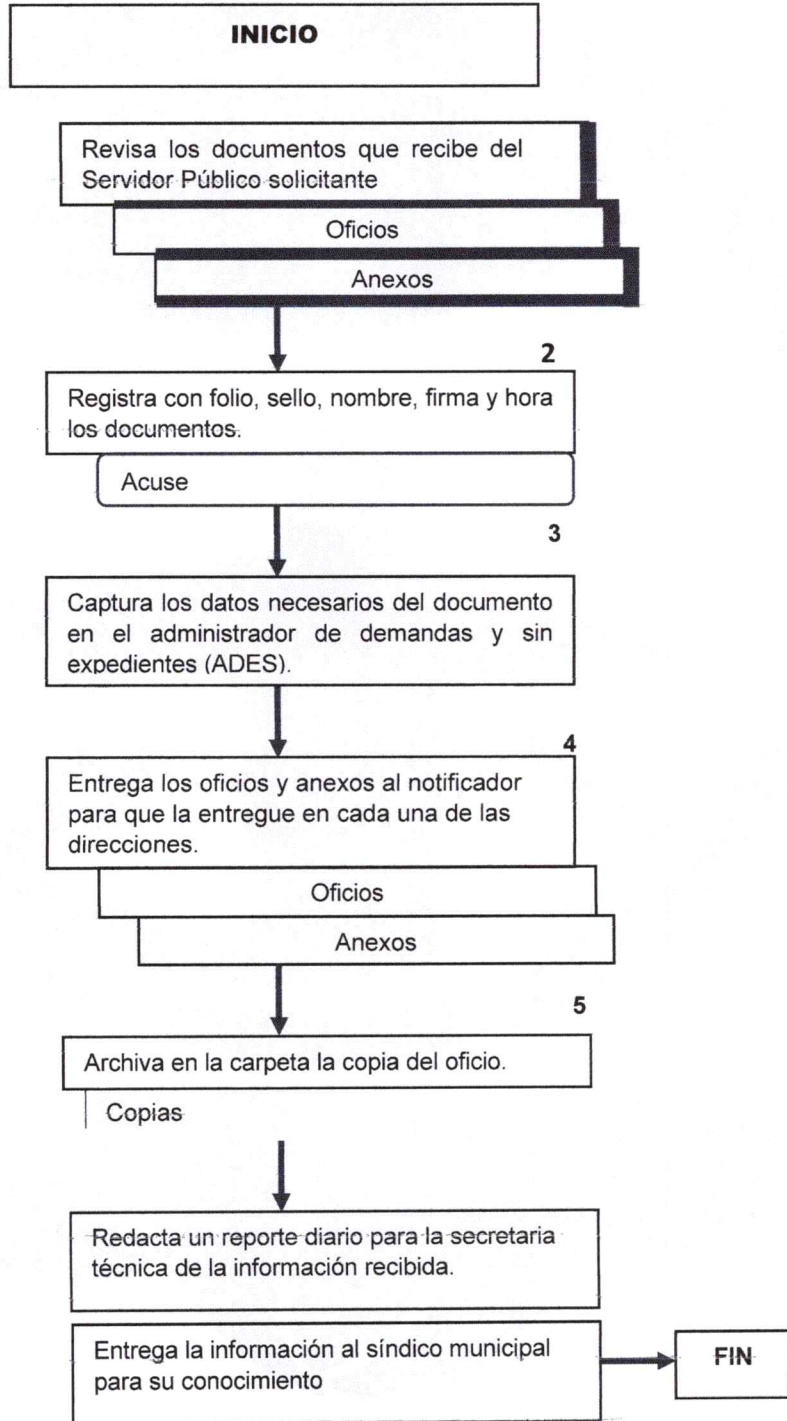 INICIO
Revisa los documentos que recibe del
Servidor Público solicitante
Oficios
Anexos
2
Registra con folio, sello, nombre, firma y hora
los documentos.
Acuse
3
Captura los datos necesarios del documento
en el administrador de demandas y sin
expedientes (ADES).
4
Entrega los oficios y anexos al notificador
para que la entregue en cada una de las
direcciones.
Oficios
Anexos
5
Archiva en la carpeta la copia del oficio.
Copias
Redacta un reporte diario para la secretaria
técnica de la información recibida.
Entrega la información al síndico municipal
para su conocimiento
FIN